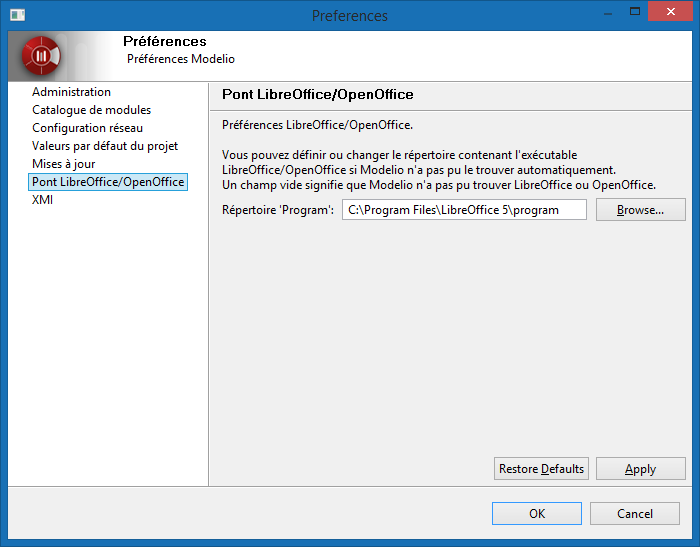 Preferences
Préférences
Préférences Modelio
Administration
Catalogue de modules
Configuration réseau
Valeurs par défaut du projet
Mises à jour
Pont LibreOffice/OpenOffice
XMI
Pont LibreOffice/OpenOffice
Préférences LibreOffice/OpenOffice.
Vous pouvez définir ou changer le répertoire contenant l'exécutable
LibreOffice/OpenOffice si Modelio n'a pas pu le trouver automatiquement.
Un champ vide signifie que Modelio n'a pas pu trouver LibreOffice ou OpenOffice.
Répertoire 'Program': C:\Program Files\LibreOffice 5\program Browse...
Restore Defaults Apply
OK Cancel